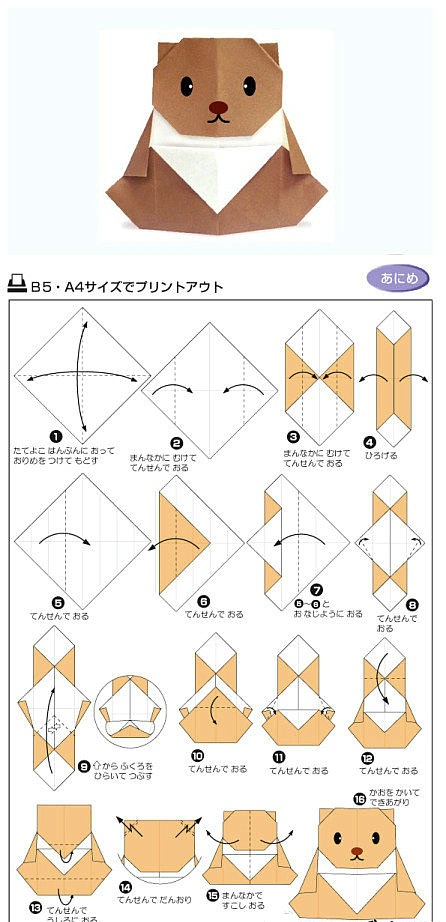 B5・A4サイズでプリントアウト
あにめ
1
たてよこ はんぶんに おって
おりめを つけて もどす
2
まんなかに むけて
てんせんで おる
3
まんなかに むけて
てんせんで おる
4
ひろげる
5
てんせんで おる
6
てんせんで おる
7
5～6と
おなじように おる
8
てんせんで
おる
9
⇧から ふくろを
ひらいて つぶす
10
てんせんで おる
11
てんせんで おる
12
てんせんで おる
13
てんせんで
うしろに おる
14
てんせんで だんおり
15
まんなかで
すこし おる
16
かおを かいて
できあがり